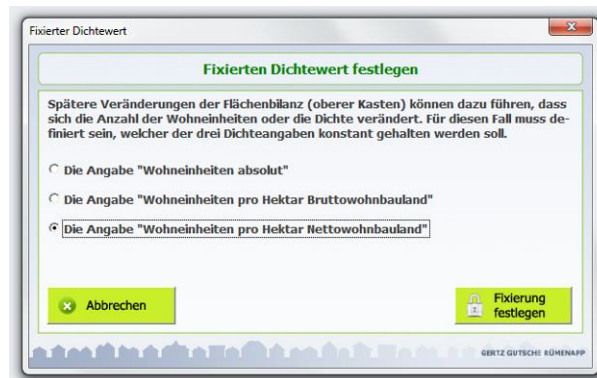 Fixierter Dichtewert
Fixierten Dichtewert festlegen
Spätere Veränderungen der Flächenbilanz (oberer Kasten) können dazu führen, dass
sich die Anzahl der Wohneinheiten oder die Dichte verändert. Für diesen Fall muss de-
finiert sein, welcher der drei Dichteangaben konstant gehalten werden soll.
Die Angabe "Wohneinheiten absolut"
Die Angabe "Wohneinheiten pro Hektar Bruttowohnbauland"
Die Angabe "Wohneinheiten pro Hektar Nettowohnbauland"
Abbrechen
Fixierung
festlegen
GERTZ GUTSCHE RÜMENAPP